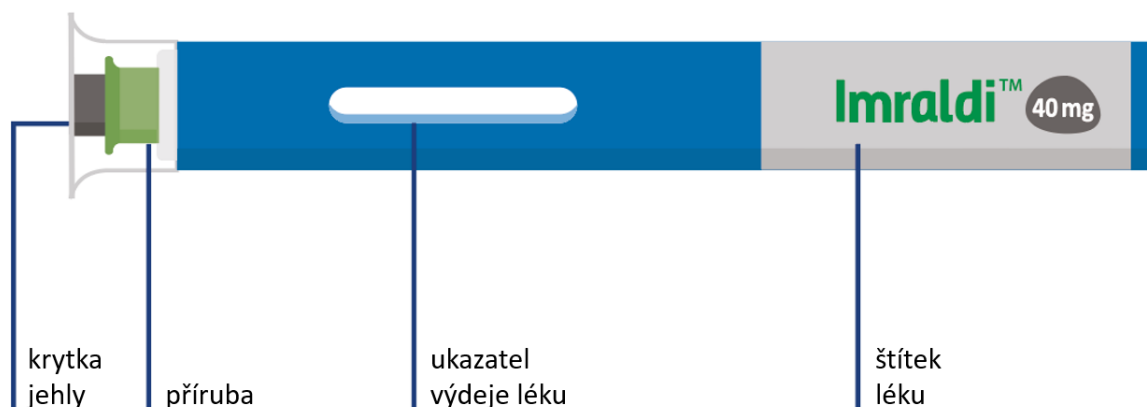 Imraldi™ 40 mg
krytka
jehly
příruba
ukazatel
výdeje léku
štítek
léku